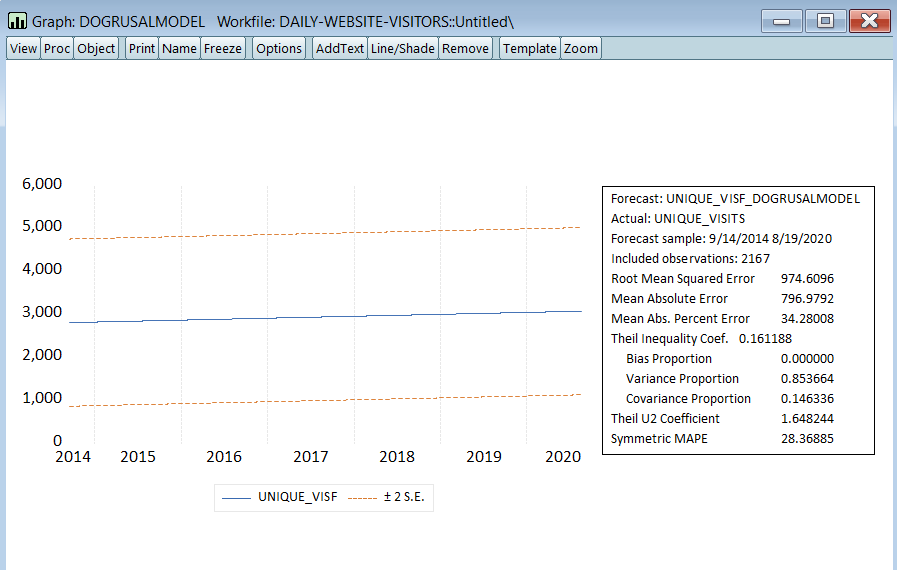 Graph: DOGRUSALMODEL Workfile: DAILY-WEBSITE-VISITORS::Untitled\
View Proc Object Print Name Freeze Options AddText Line/Shade Remove Template Zoom
6,000
5,000
4,000
3,000
2,000
1,000
0
2014 2015 2016 2017 2018 2019 2020
UNIQUE_VISF ± 2 S.E.
Forecast: UNIQUE_VISF_DOGRUSALMODEL
Actual: UNIQUE_VISITS
Forecast sample: 9/14/2014 8/19/2020
Included observations: 2167
Root Mean Squared Error 974.6096
Mean Absolute Error 796.9792
Mean Abs. Percent Error 34.28008
Theil Inequality Coef. 0.161188
Bias Proportion 0.000000
Variance Proportion 0.853664
Covariance Proportion 0.146336
Theil U2 Coefficient 1.648244
Symmetric MAPE 28.36885